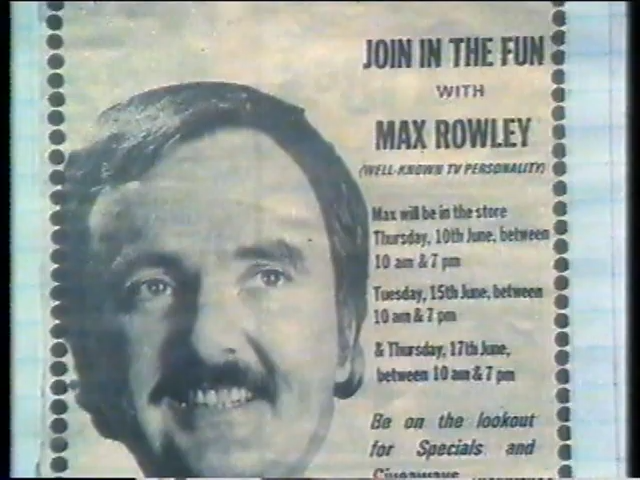 JOIN IN THE FUN
WITH
MAX ROWLEY
(WELL-KNOWN TV PERSONALITY)
Max will be in the store
Thursday, 10th June, between
10 am & 7 pm
Tuesday, 15th June, between
10 am & 7 pm
& Thursday, 17th June,
between 10 am & 7 pm
Be on the lookout
for Specials and
Giveaways